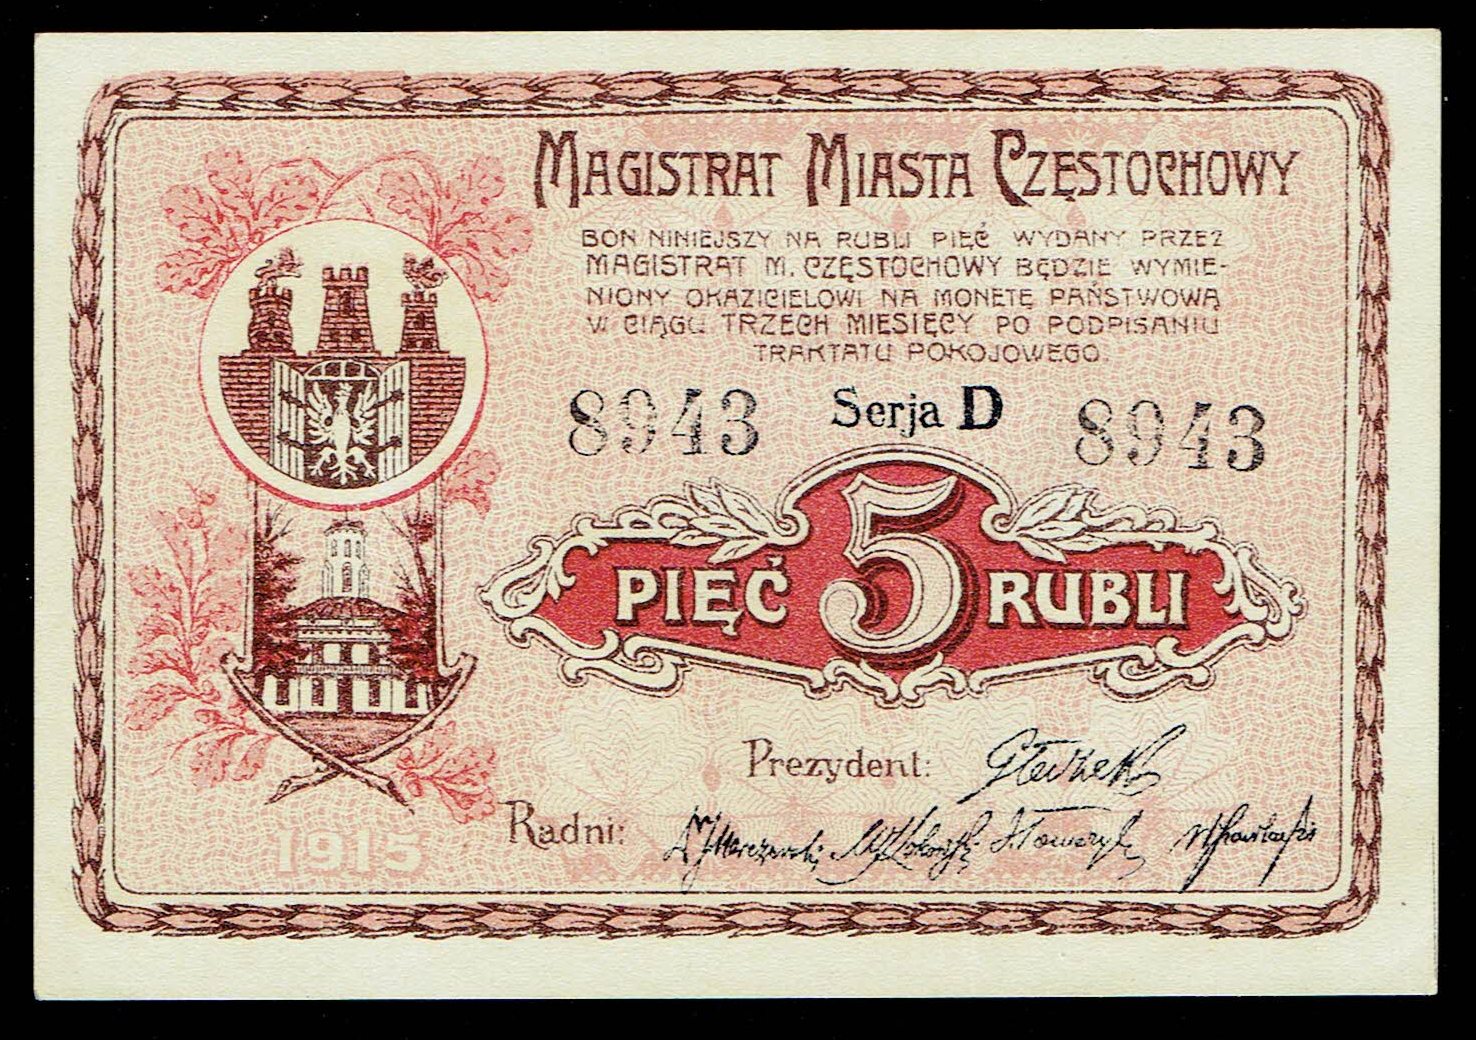 MAGISTRAT MIASTA CZĘSTOCHOWY
BON NINIEJSZY NA RUBLI PIĘĆ WYDANY PRZEZ
MAGISTRAT M. CZĘSTOCHOWY BĘDZIE WYMIE-
NIONY OKAZICIELOWI NA MONETĘ PAŃSTWOWĄ
W CIĄGU TRZECH MIESIĘCY PO PODPISANIU
TRAKTATU POKOJOWEGO.
8943 Serja D 8943
PIĘĆ 5 RUBLI
Prezydent:
Radni:
1915